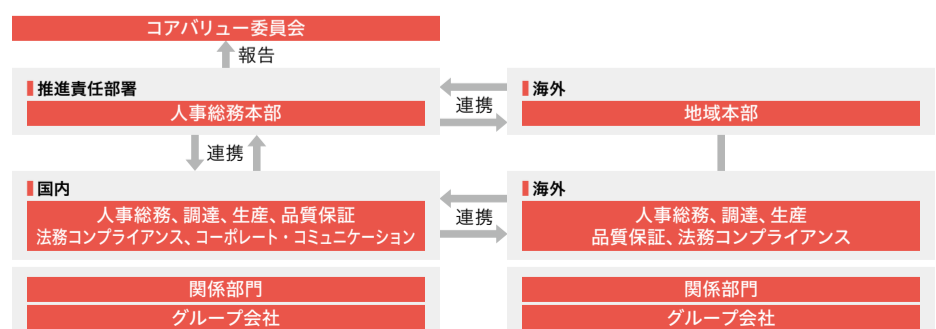 コアバリュー委員会
報告
推進責任部署
人事総務本部
連携
海外
地域本部
連携
国内
人事総務、調達、生産、品質保証
法務コンプライアンス、コーポレート・コミュニケーション
連携
海外
人事総務、調達、生産
品質保証、法務コンプライアンス
関係部門
グループ会社
関係部門
グループ会社